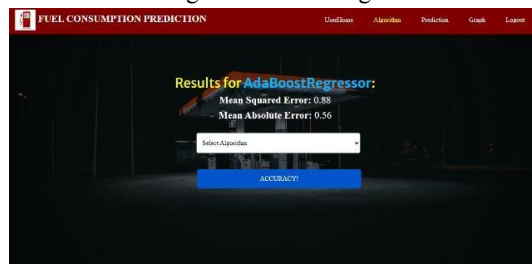 FUEL CONSUMPTION PREDICTION
UserHome Algorithm Prediction Graph Logout
Results for AdaBoostRegressor:
Mean Squared Error: 0.88
Mean Absolute Error: 0.56
Select Algorithm
ACCURACY!